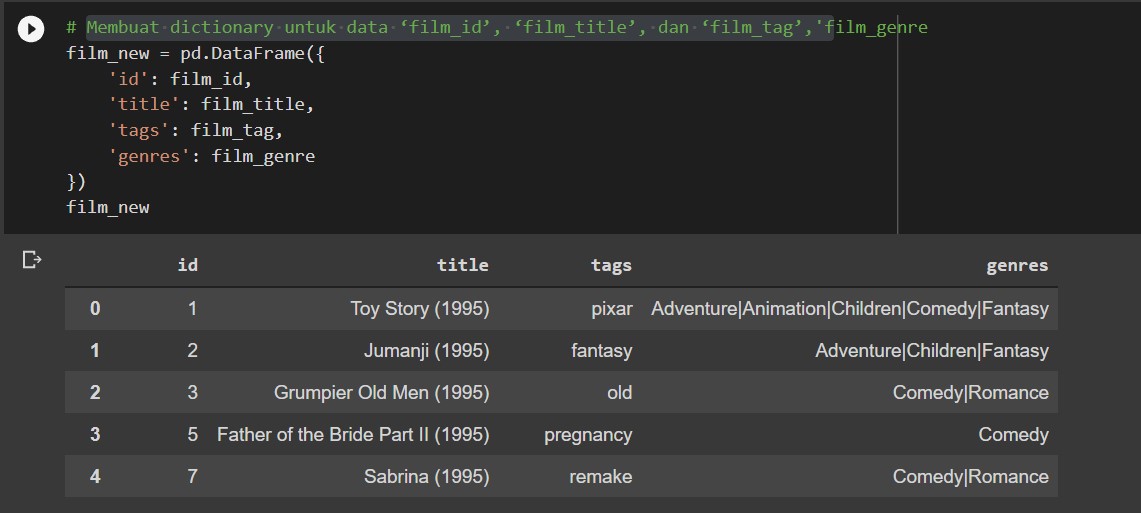 # Membuat dictionary untuk data ‘film_id’, ‘film_title’, dan ‘film_tag’,'film_genre
film_new = pd.DataFrame({
'id': film_id,
'title': film_title,
'tags': film_tag,
'genres': film_genre
})
film_new
id title tags genres
0 1 Toy Story (1995) pixar Adventure|Animation|Children|Comedy|Fantasy
1 2 Jumanji (1995) fantasy Adventure|Children|Fantasy
2 3 Grumpier Old Men (1995) old Comedy|Romance
3 5 Father of the Bride Part II (1995) pregnancy Comedy
4 7 Sabrina (1995) remake Comedy|Romance